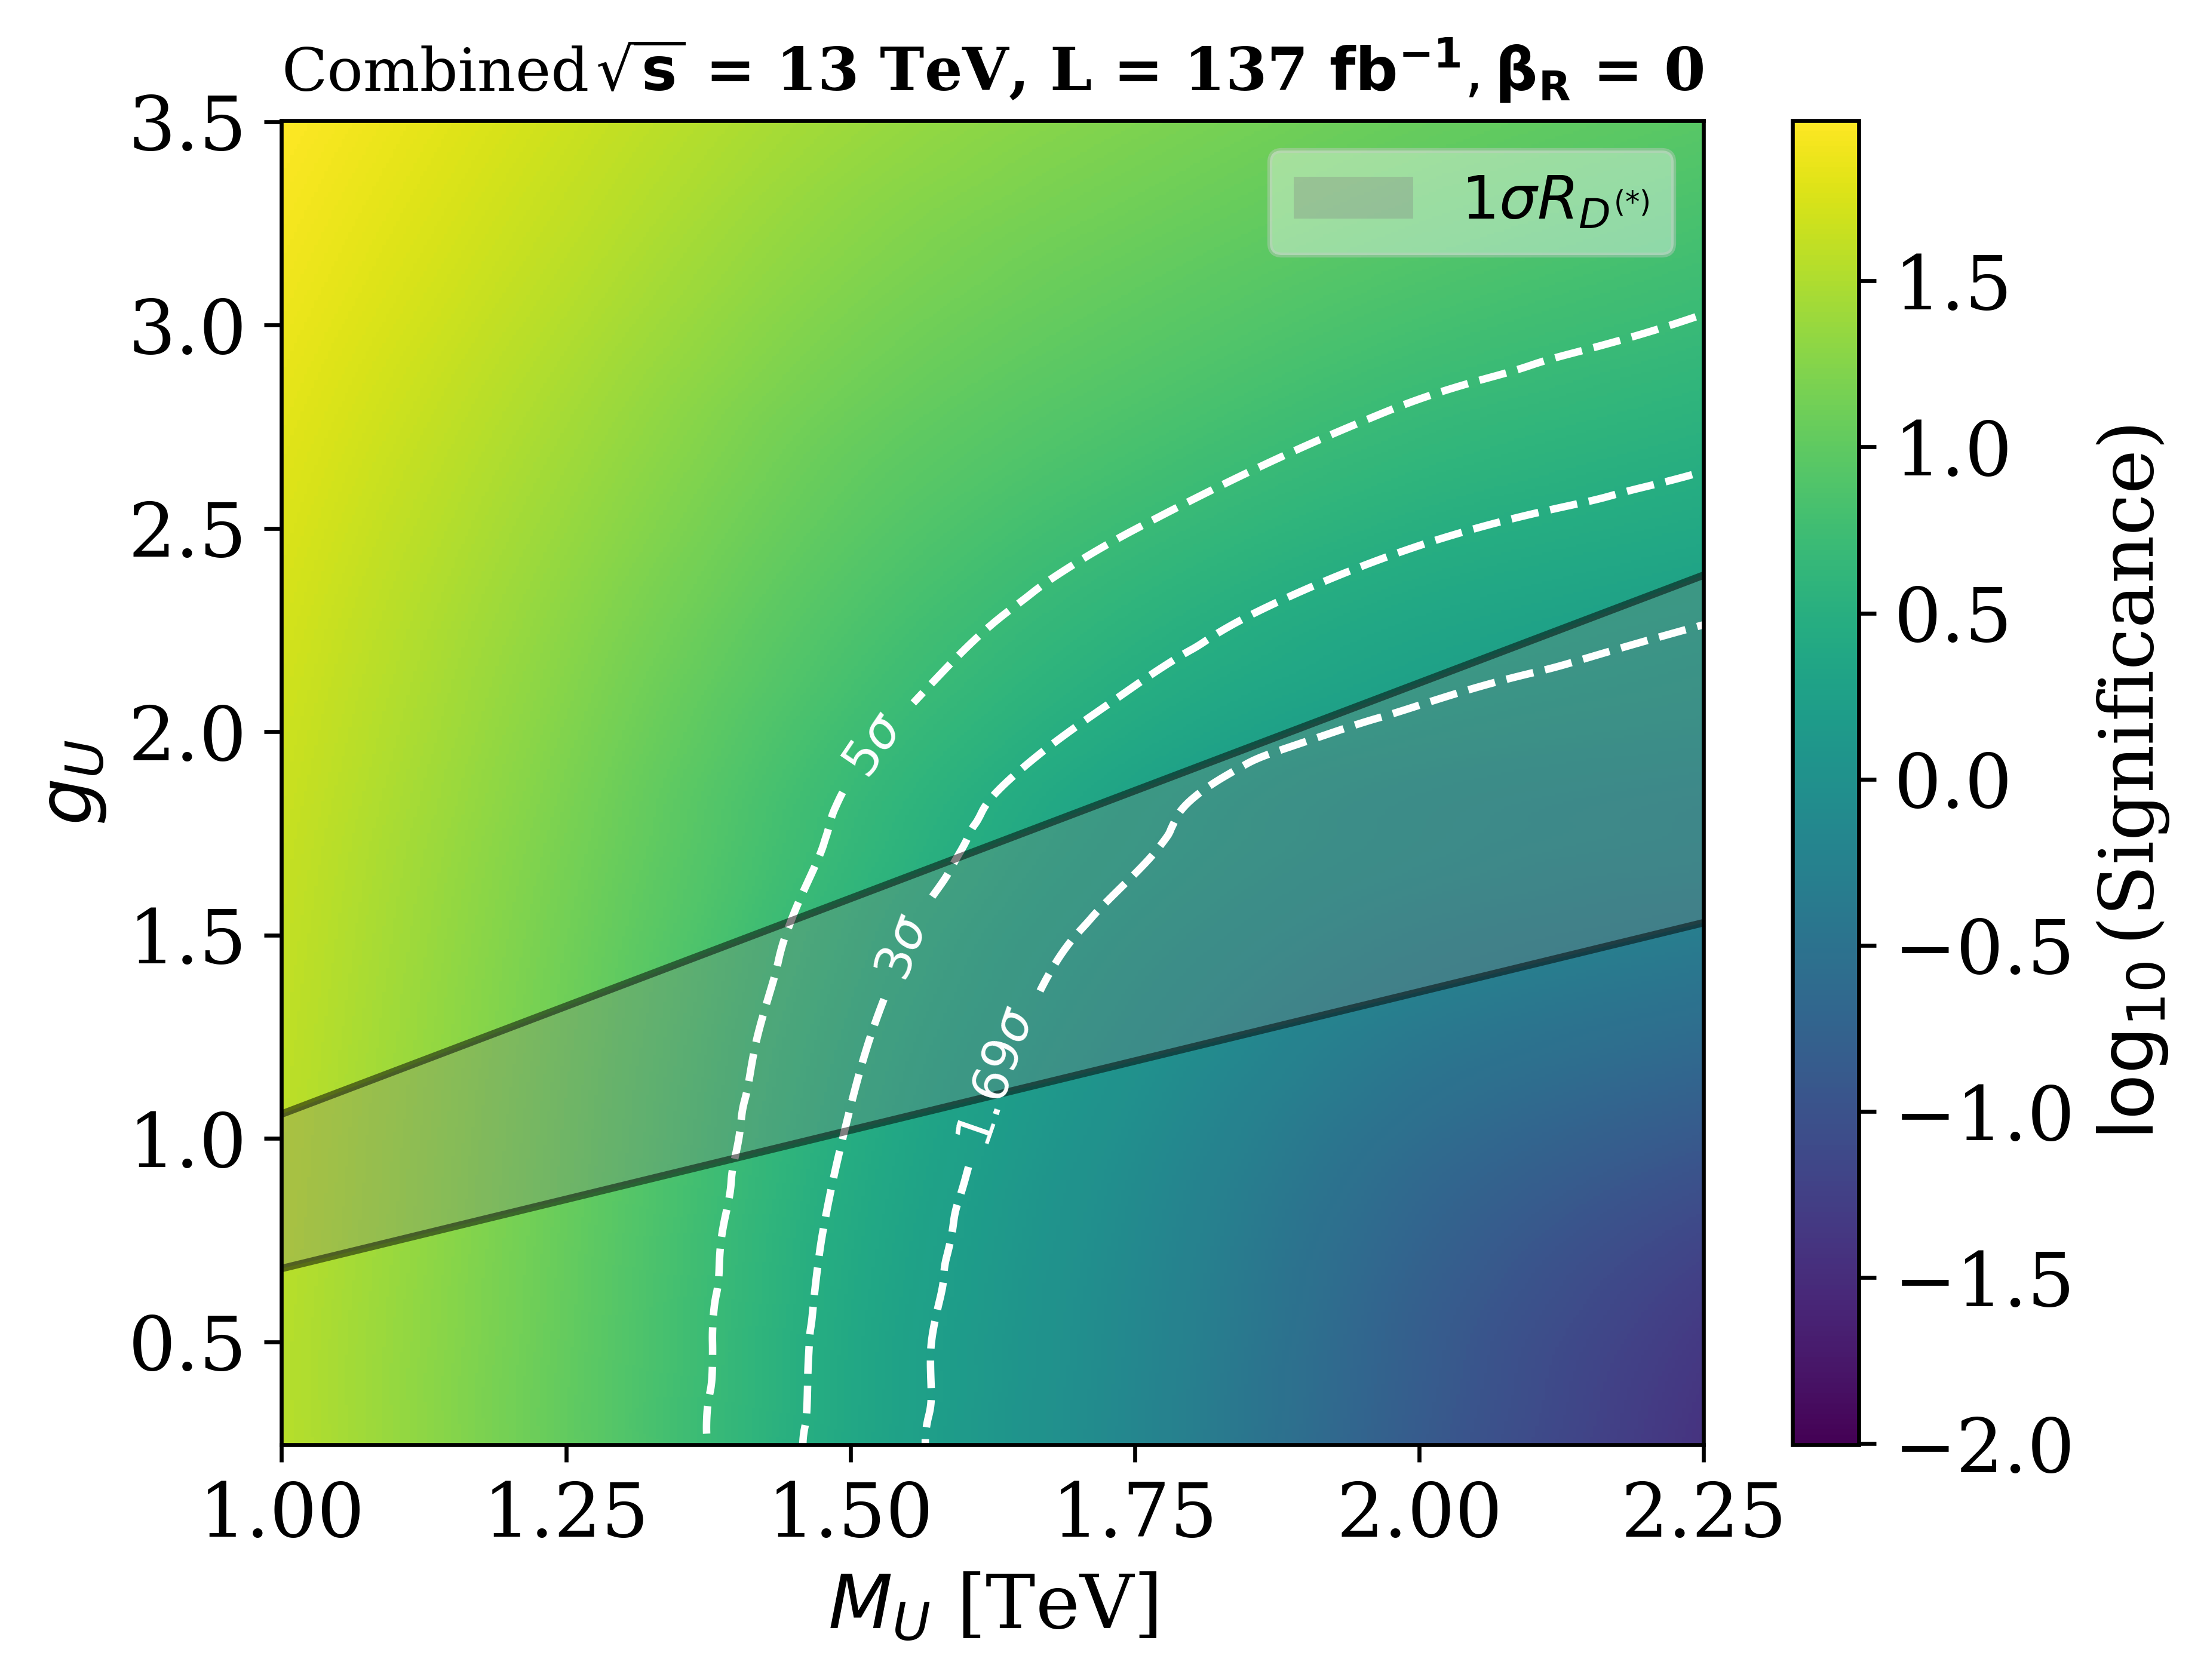 Combined √s = 13 TeV, L = 137 fb⁻¹, β_R = 0
3.5
3.0
2.5
2.0
1.5
1.0
0.5
g_U
1σR_D⁽*⁾
5σ
3σ
1.69σ
1.00
1.25
1.50
1.75
2.00
2.25
M_U [TeV]
1.5
1.0
0.5
0.0
−0.5
−1.0
−1.5
−2.0
log₁₀ (Significance)